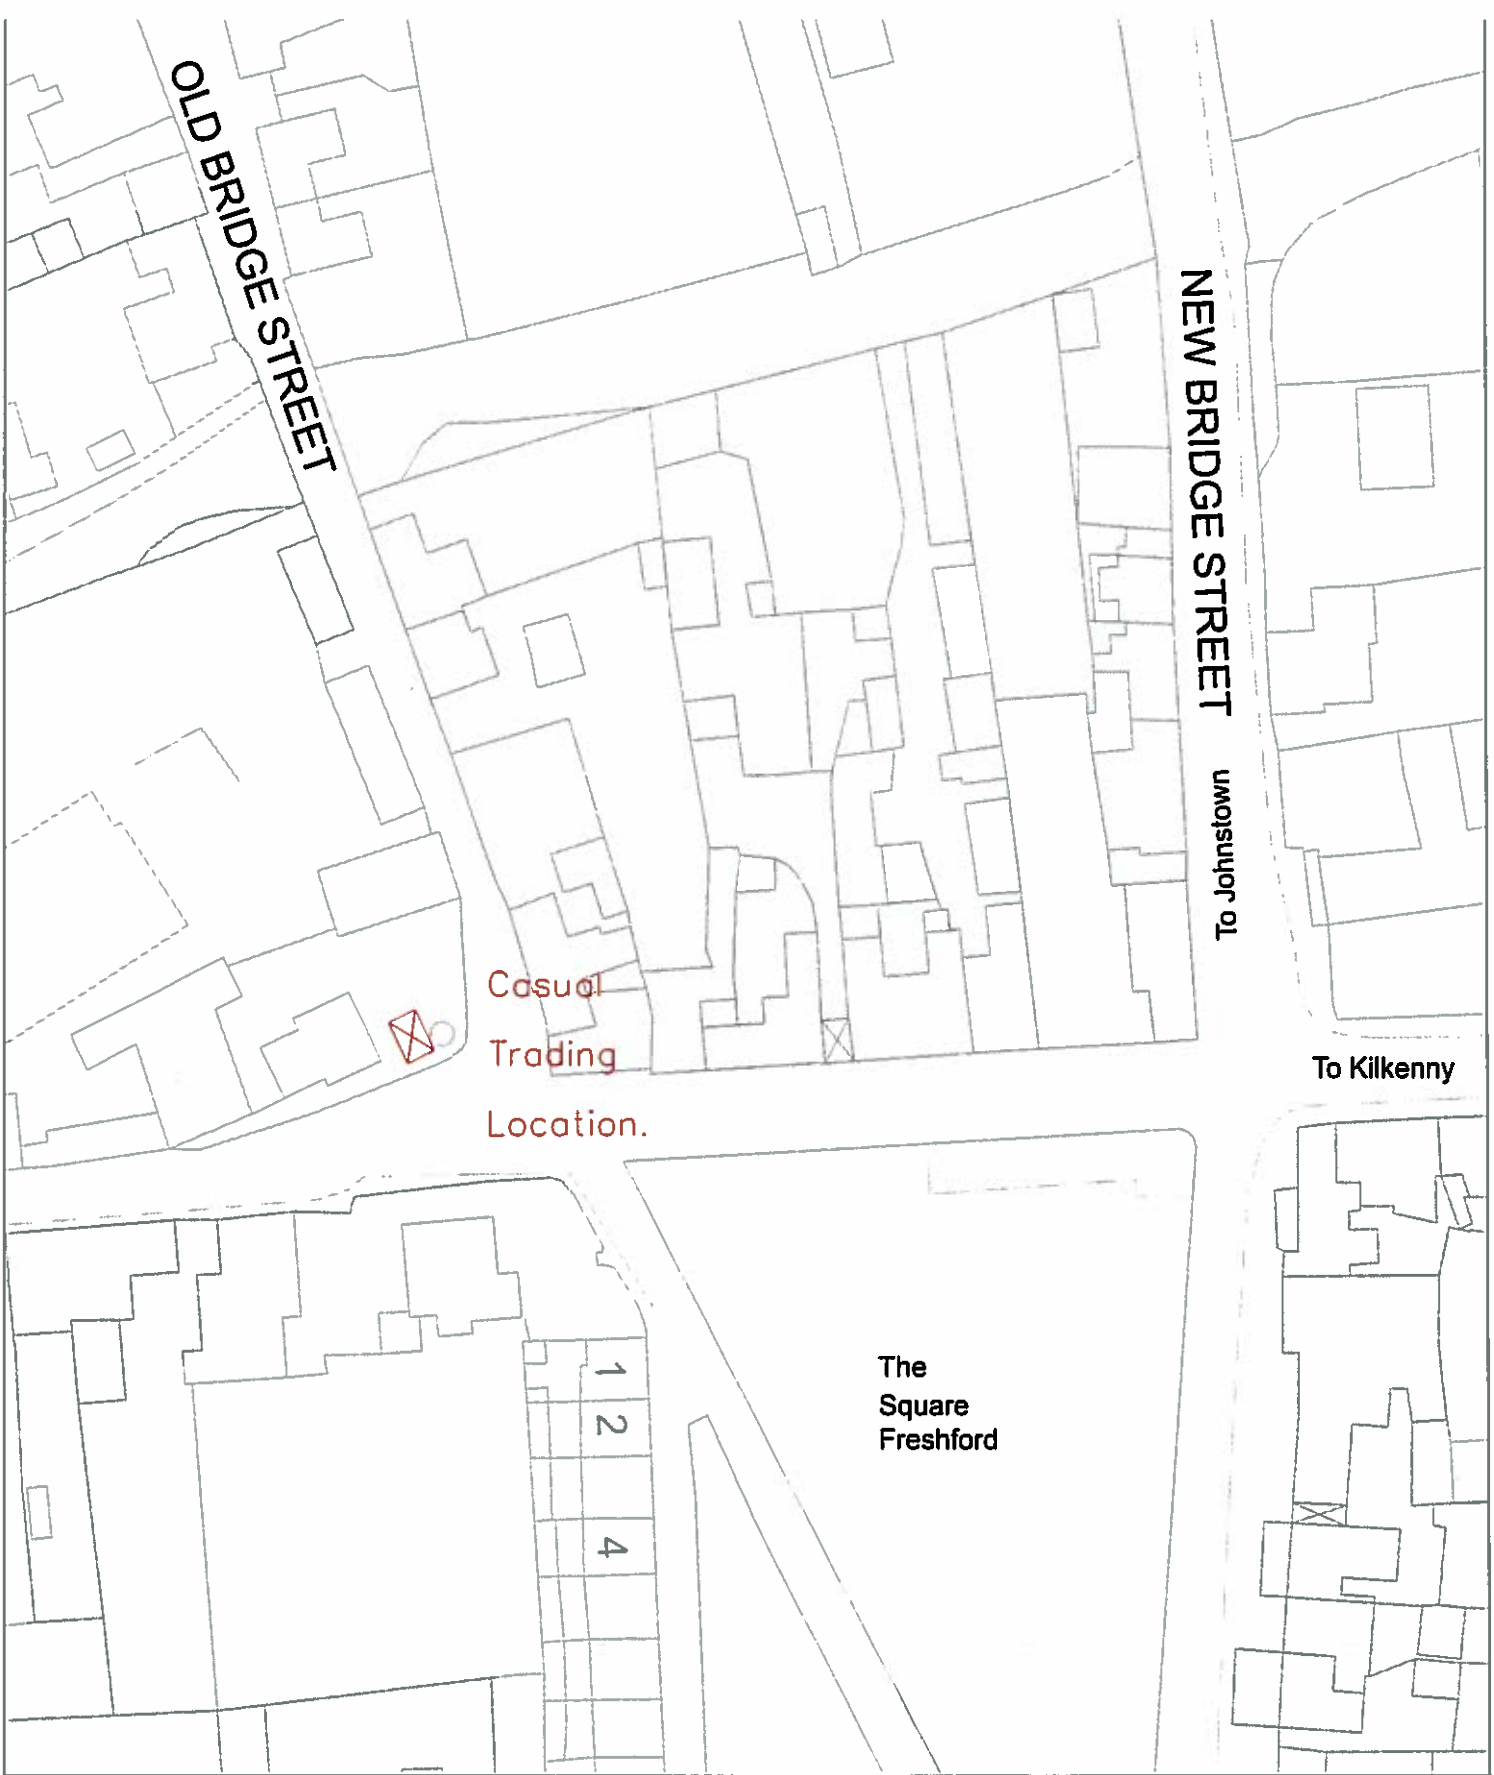 OLD BRIDGE STREET
NEW BRIDGE STREET
To Johnstown
Casual
Trading
Location.
To Kilkenny
The
Square
Freshford
1
2
4